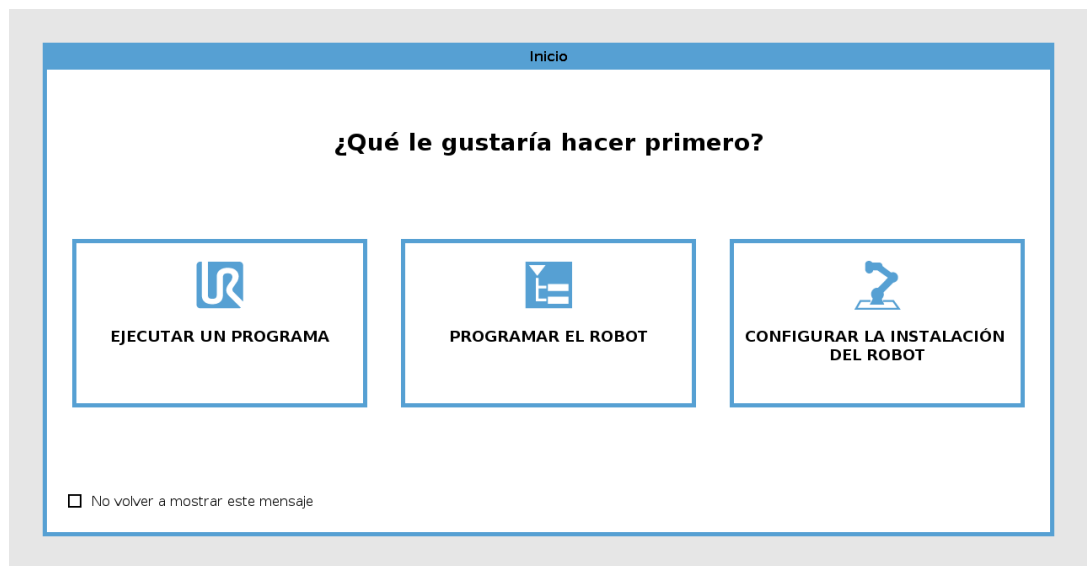 Inicio
¿Qué le gustaría hacer primero?
EJECUTAR UN PROGRAMA
PROGRAMAR EL ROBOT
CONFIGURAR LA INSTALACIÓN
DEL ROBOT
No volver a mostrar este mensaje